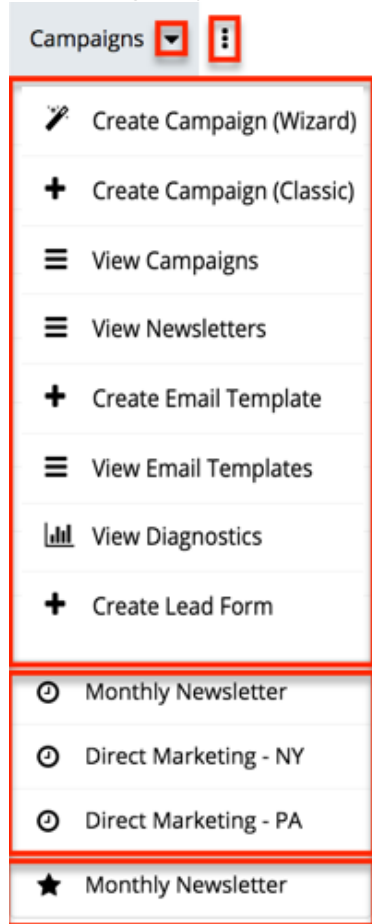 Campaigns
Create Campaign (Wizard)
Create Campaign (Classic)
View Campaigns
View Newsletters
Create Email Template
View Email Templates
View Diagnostics
Create Lead Form
Monthly Newsletter
Direct Marketing - NY
Direct Marketing - PA
Monthly Newsletter